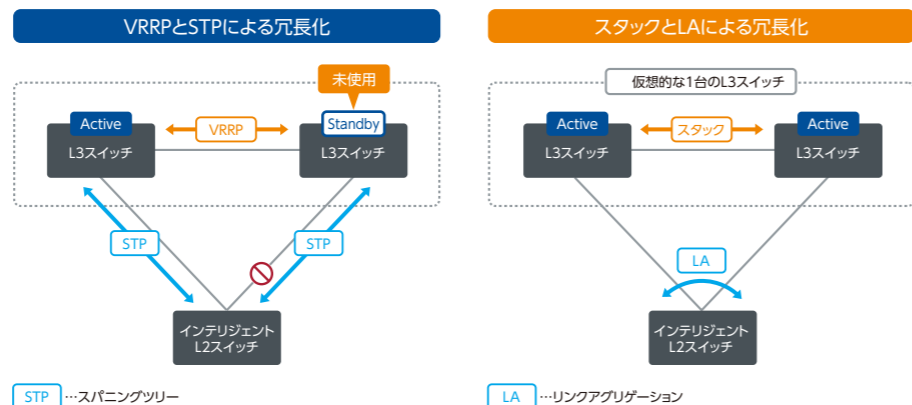 VRRPとSTPによる冗長化
未使用
Active
VRRP
Standby
L3スイッチ
L3スイッチ
STP
STP
インテリジェント
L2スイッチ
STP …スパニングツリー
スタックとLAによる冗長化
仮想的な1台のL3スイッチ
Active
スタック
Active
L3スイッチ
L3スイッチ
LA
インテリジェント
L2スイッチ
LA …リンクアグリゲーション